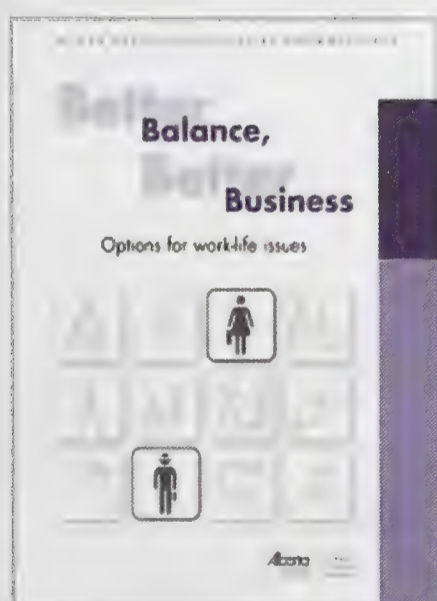 Better
Balance,
Better
Business
Options for work-life issues
Alberta